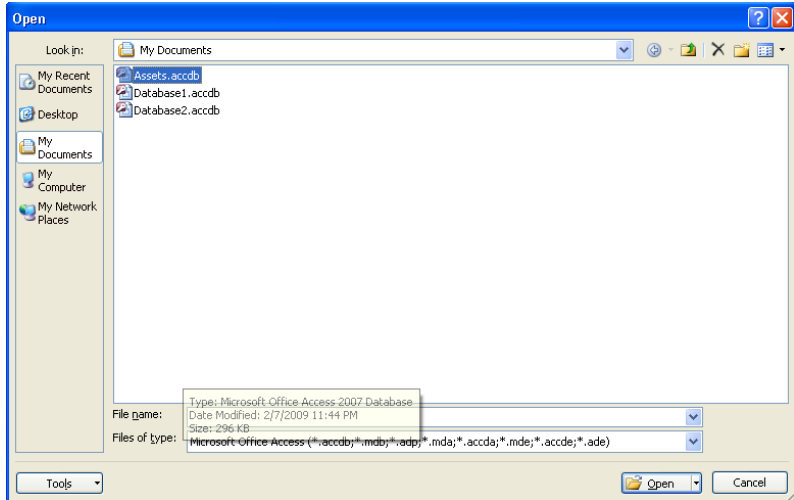 Open
Look in:
My Documents
My Recent
Documents
Desktop
My
Documents
My
Computer
My Network
Places
Assets.accdb
Database1.accdb
Database2.accdb
Type: Microsoft Office Access 2007 Database
Date Modified: 2/7/2009 11:44 PM
Size: 296 KB
File name:
Files of type:
Microsoft Office Access (*.accdb;*.mdb;*.adp;*.mda;*.accda;*.mde;*.accde;*.ade)
Tools
Open
Cancel